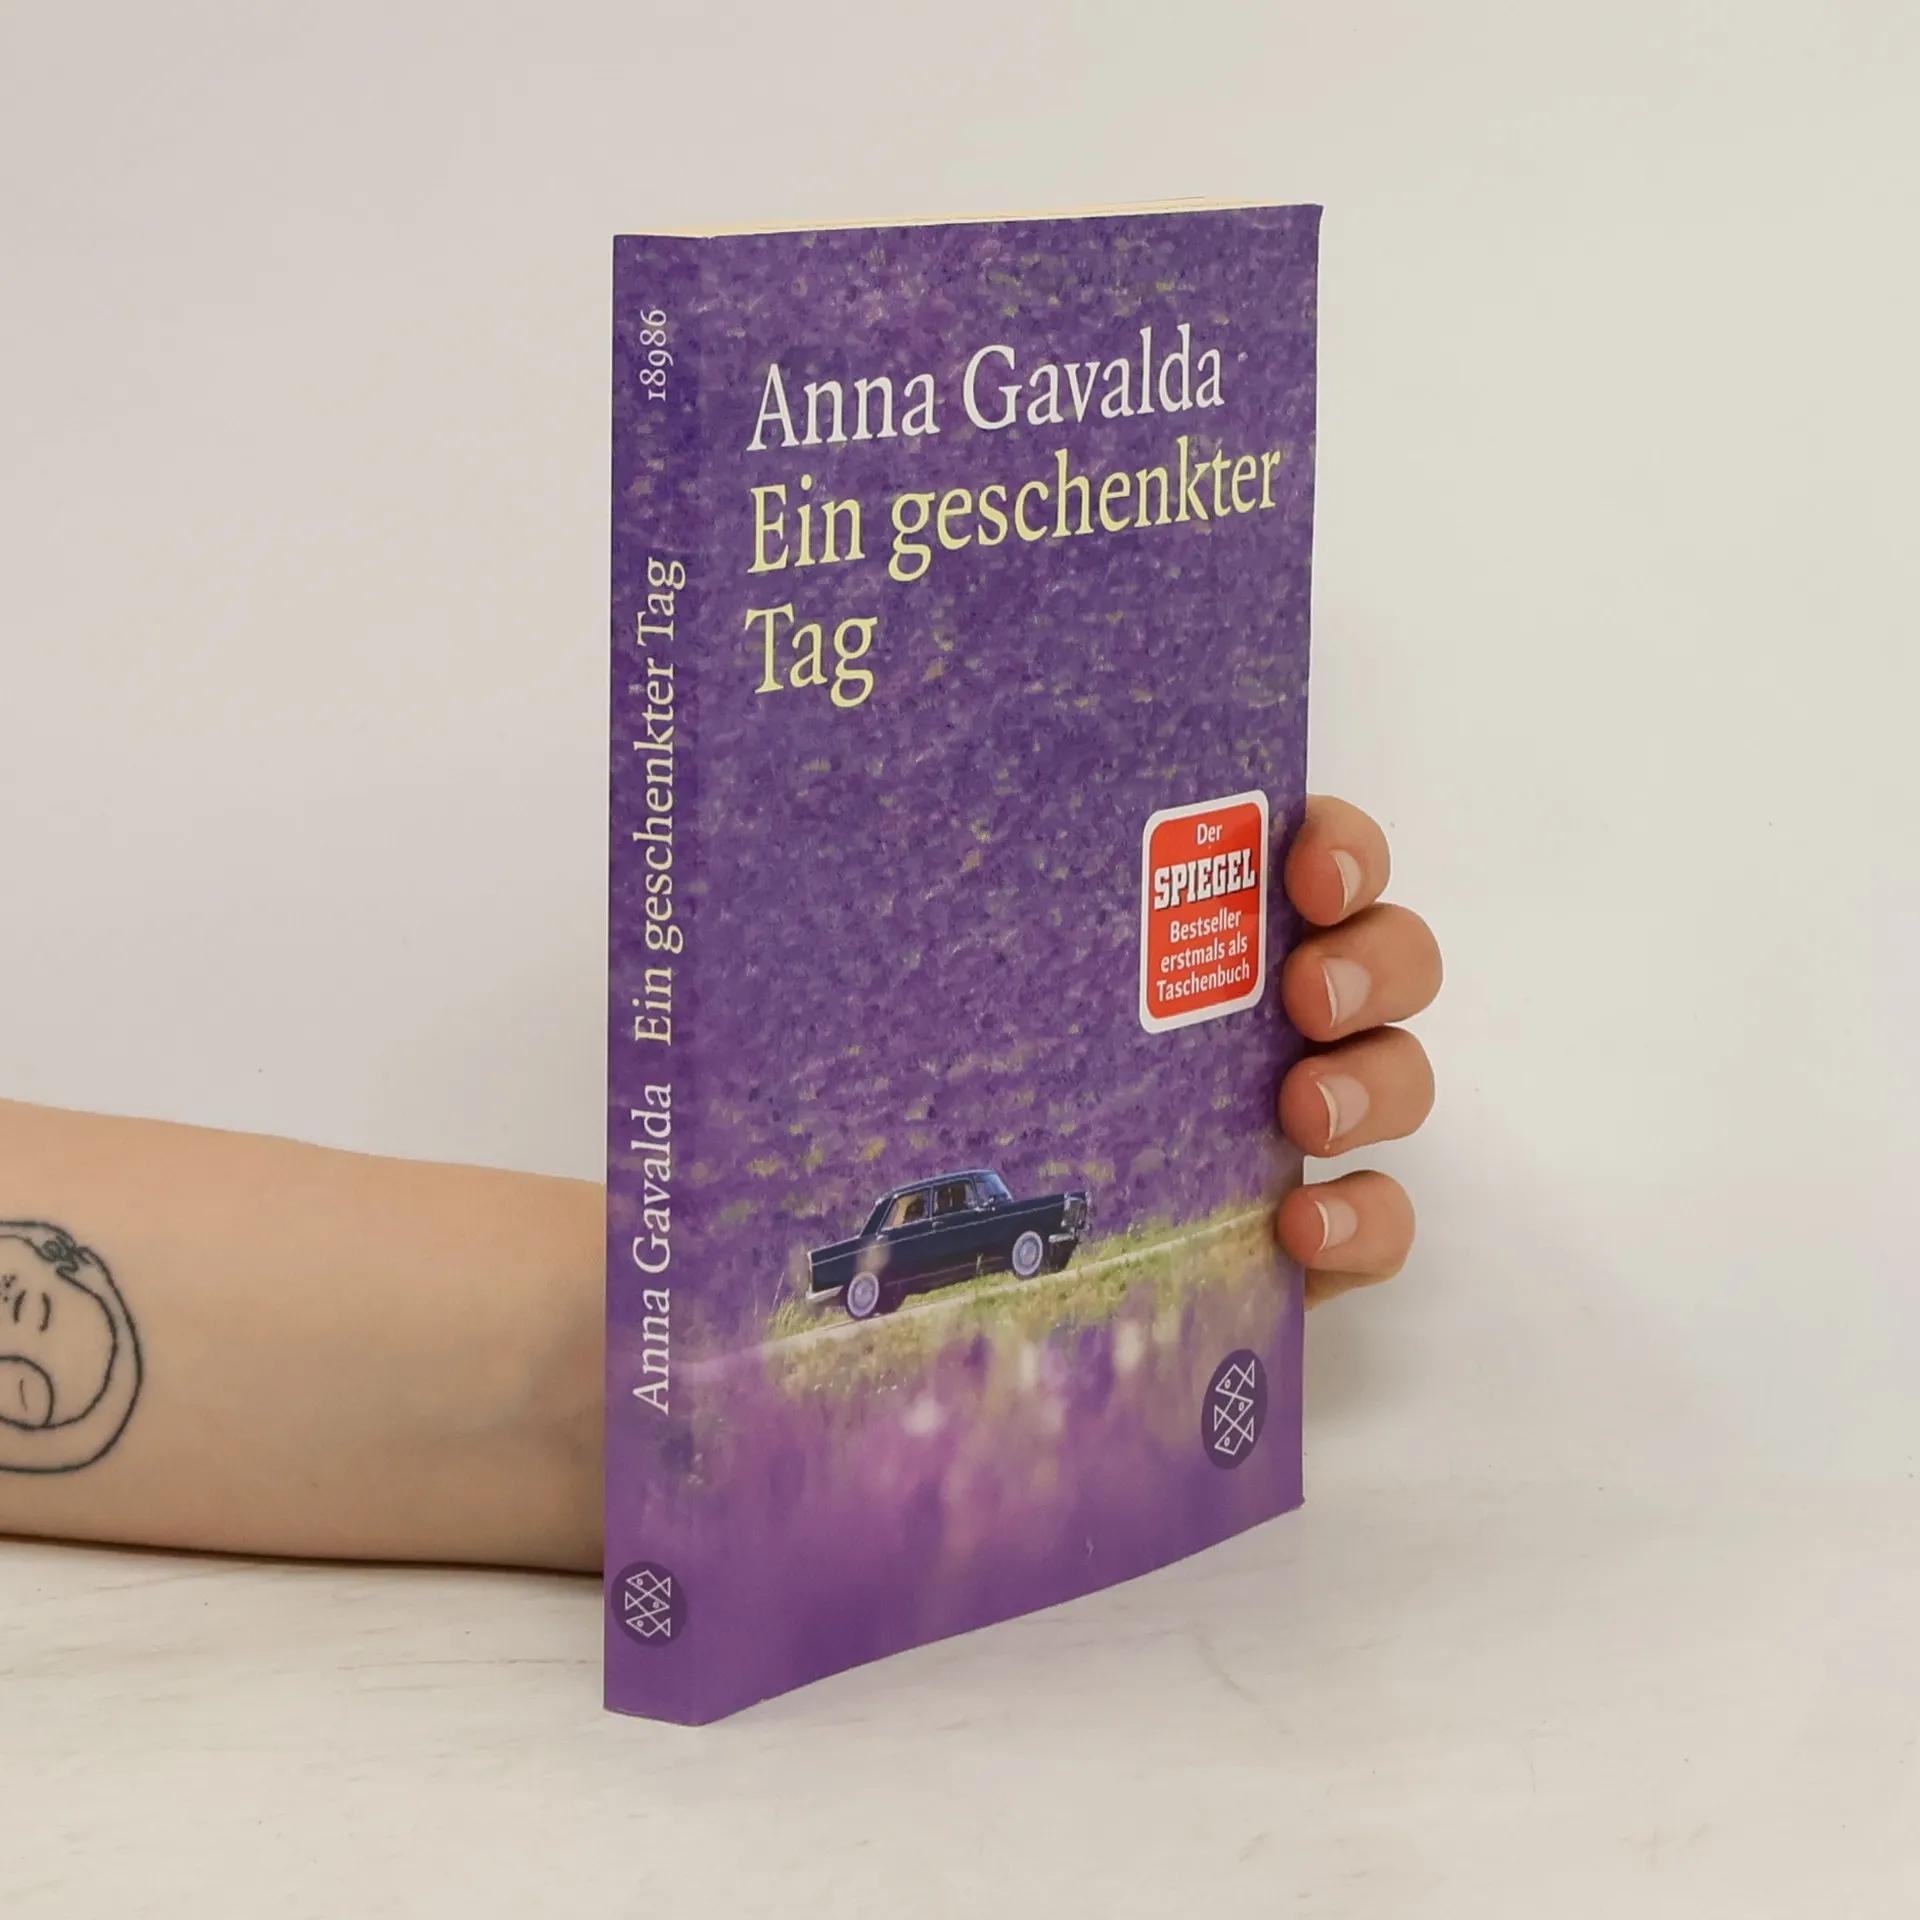 18986
Anna Gavalda Ein geschenkter Tag
Anna Gavalda
Ein geschenkter
Tag
Der
SPIEGEL
Bestseller
erstmals als
Taschenbuch